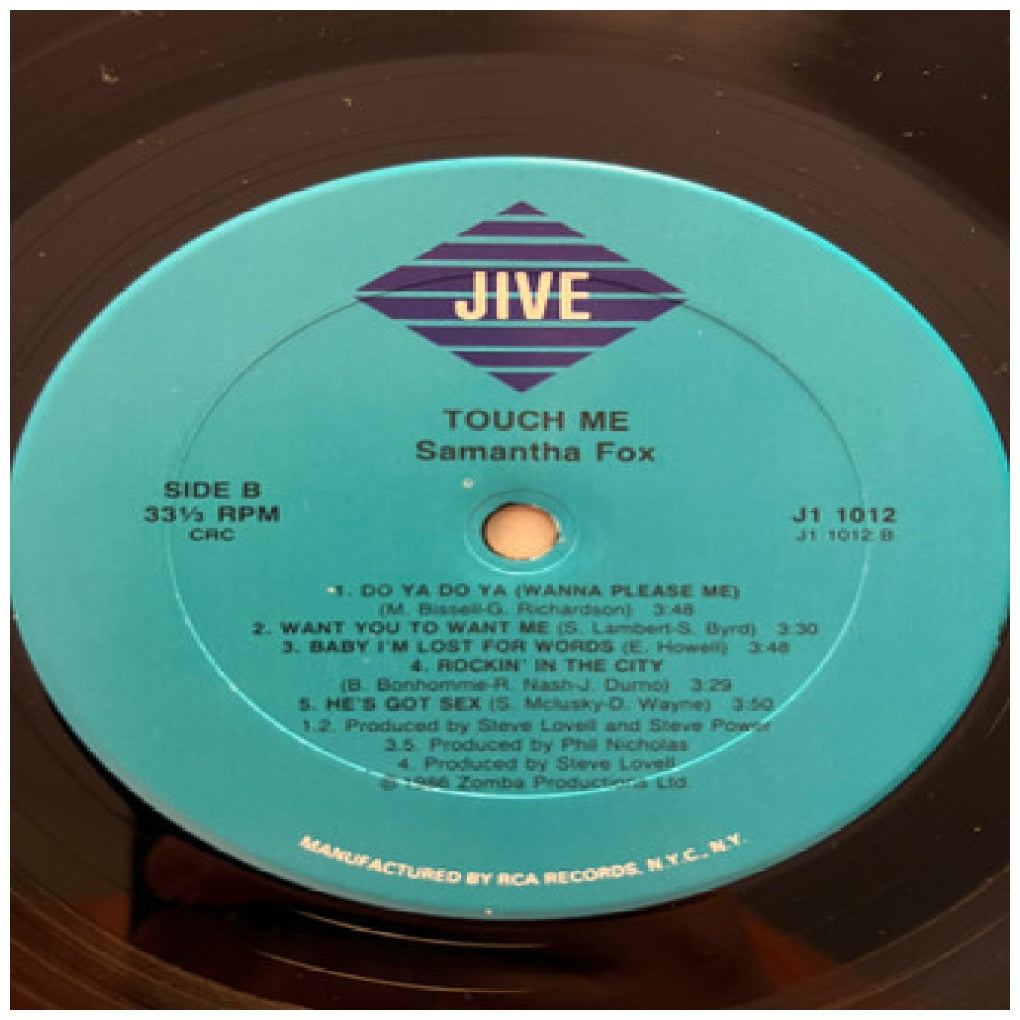 JIVE
TOUCH ME
Samantha Fox
SIDE B
33⅓ RPM
CRC
J1 1012
J1 1012 B
1. DO YA DO YA (WANNA PLEASE ME)
(M. Bissell-G. Richardson) 3:48
2. WANT YOU TO WANT ME (S. Lambert-S. Byrd) 3:30
3. BABY I'M LOST FOR WORDS (E. Howell) 3:48
4. ROCKIN' IN THE CITY
(B. Bonhomme-R. Nash-J. Durno) 3:29
5. HE'S GOT SEX (S. Mclusky-D. Wayne) 3:50
1.2. Produced by Steve Lovell and Steve Power
3.5. Produced by Phil Nicholas
4. Produced by Steve Lovell
℗ 1986 Zomba Productions Ltd
MANUFACTURED BY RCA RECORDS, N.Y.C., N.Y.